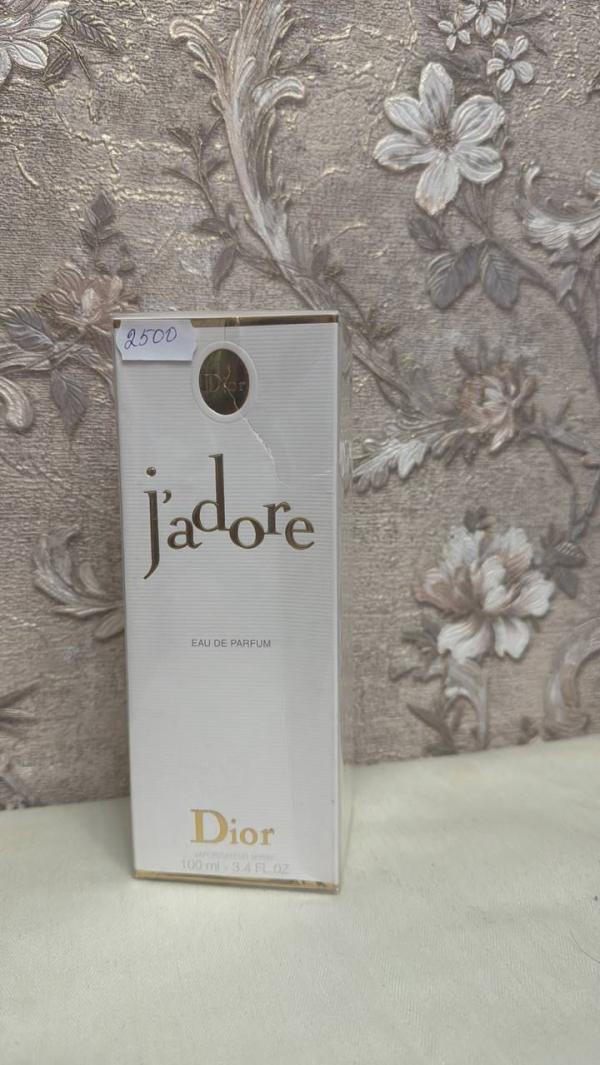 2500
Dior
j'adore
EAU DE PARFUM
Dior
100 ml - 3.4 FL.OZ